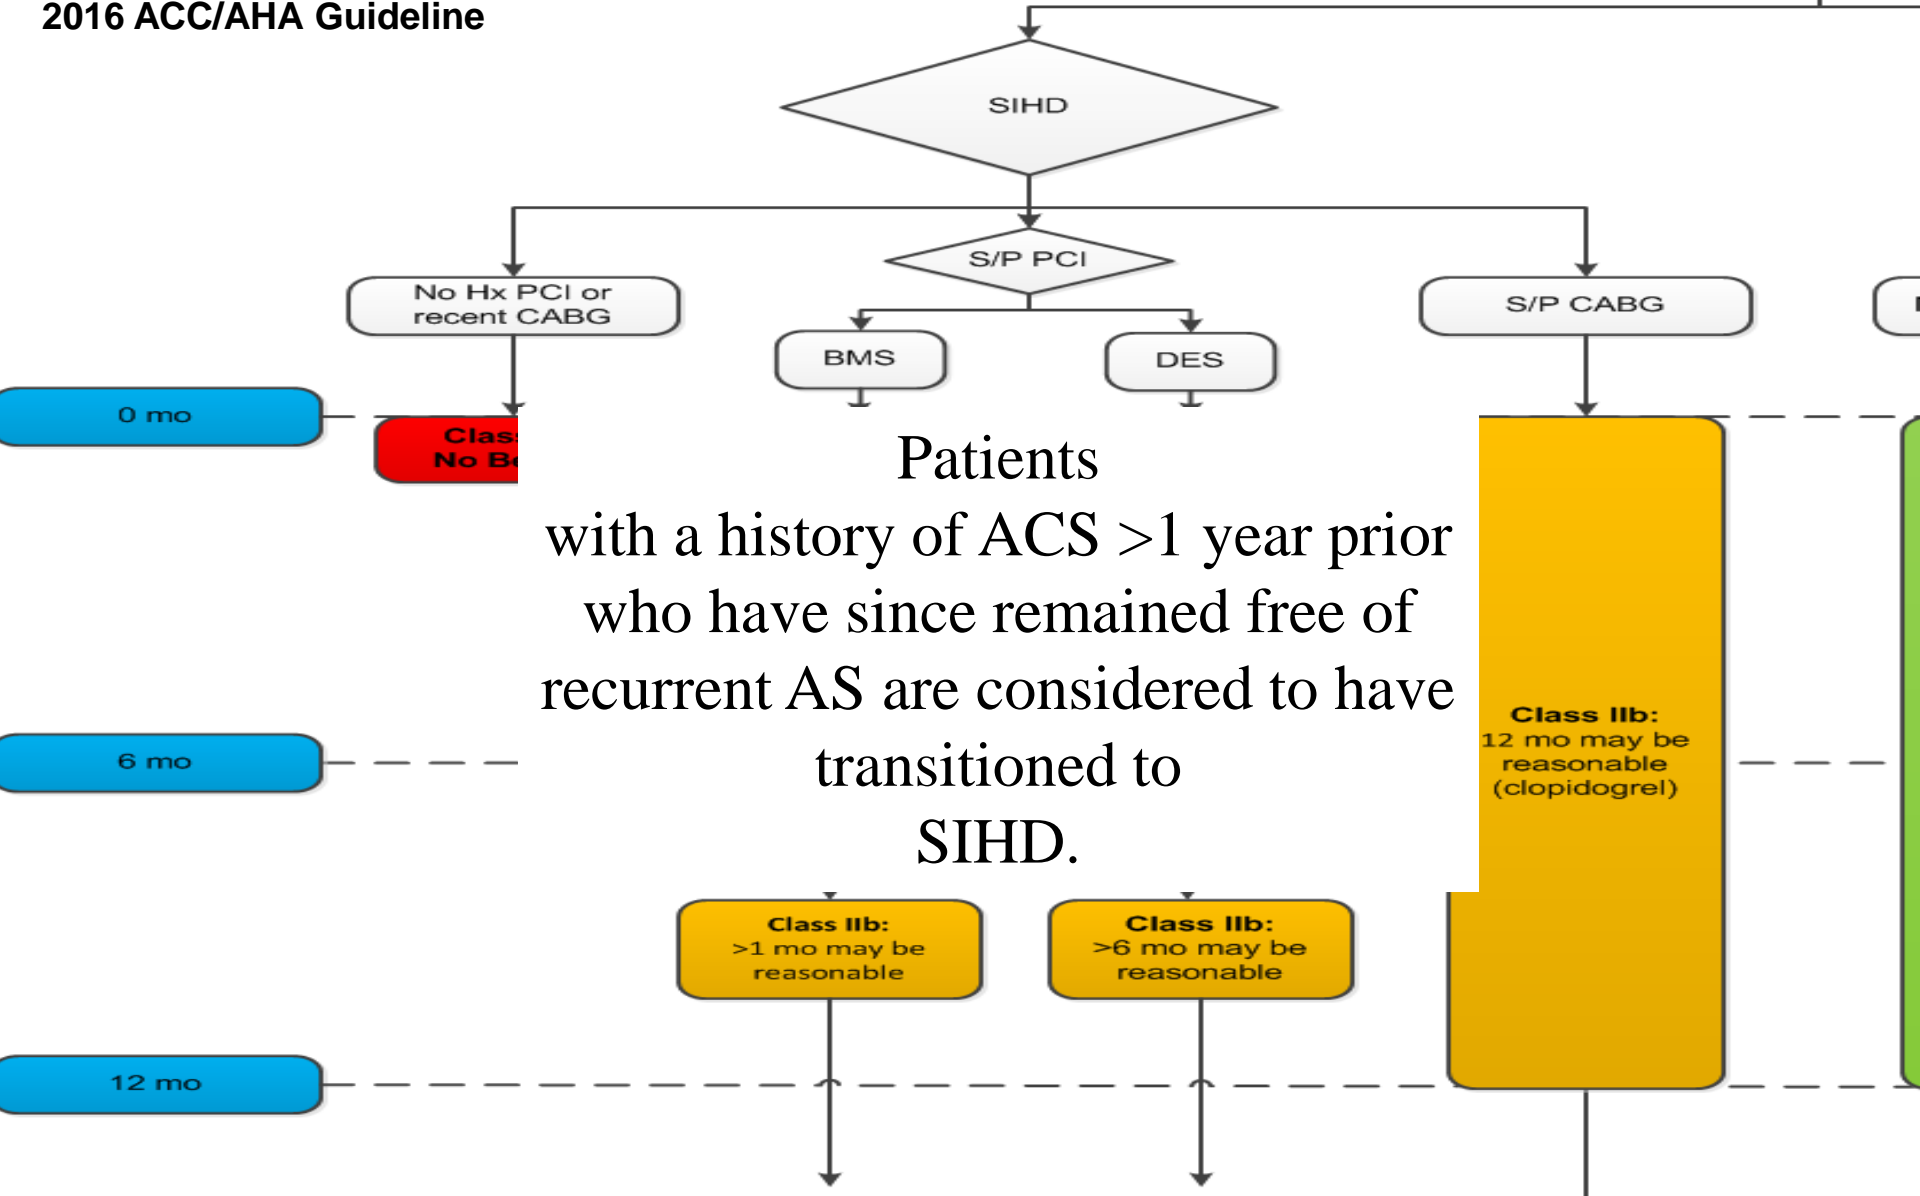 2016 ACC/AHA Guideline
SIHD
S/P PCI
No Hx PCI or
recent CABG
S/P CABG
BMS
DES
0 mo
Clas
No B
Patients
with a history of ACS >1 year prior
who have since remained free of
recurrent AS are considered to have
transitioned to
SIHD.
6 mo
Class IIb:
12 mo may be
reasonable
(clopidogrel)
Class IIb:
>1 mo may be
reasonable
Class IIb:
>6 mo may be
reasonable
12 mo